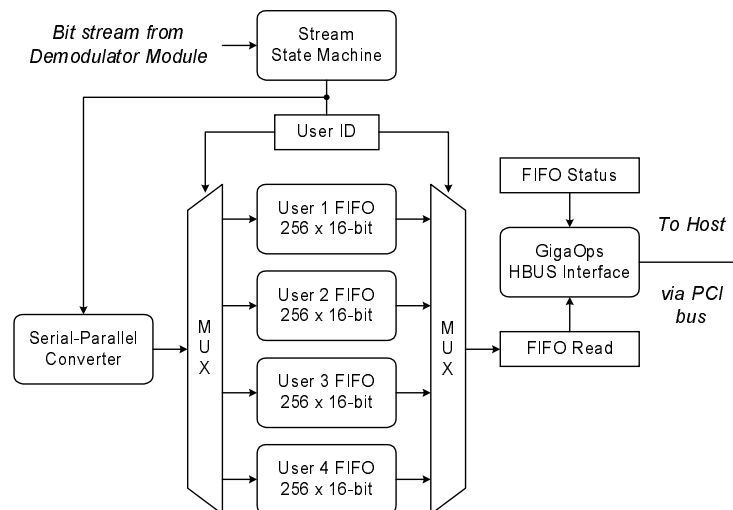 Bit stream from
Demodulator Module
Stream
State Machine
User ID
FIFO Status
User 1 FIFO
256 x 16-bit
To Host
GigaOps
HBUS Interface
User 2 FIFO
256 x 16-bit
via PCI
bus
Serial-Parallel
Converter
M
U
X
M
U
X
FIFO Read
User 3 FIFO
256 x 16-bit
User 4 FIFO
256 x 16-bit